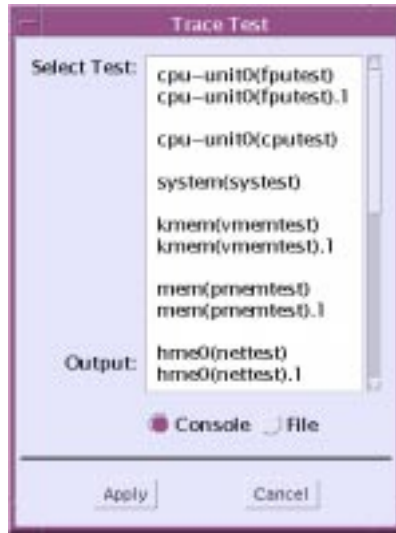 Trace Test
Select Test:
cpu-unit0(fputest)
cpu-unit0(fputest).1
cpu-unit0(cputest)
system(systest)
kmem(vmemtest)
kmem(vmemtest).1
mem(pmemtest)
mem(pmemtest).1
hme0(nettest)
hme0(nettest).1
Output:
Console File
Apply Cancel